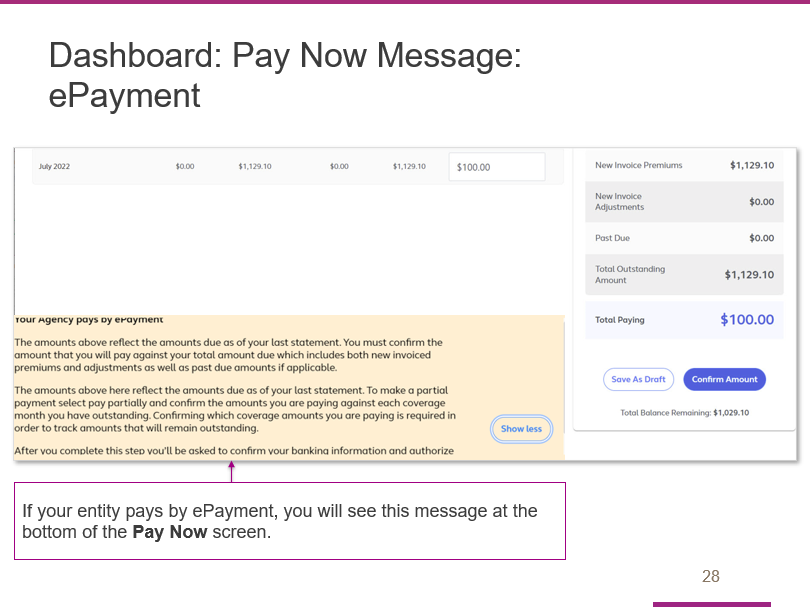 Dashboard: Pay Now Message:
ePayment
July 2022 $0.00 $1,129.10 $0.00 $1,129.10 $100.00
Your Agency pays by ePayment
The amounts above reflect the amounts due as of your last statement. You must confirm the
amount that you will pay against your total amount due which includes both new invoiced
premiums and adjustments as well as past due amounts if applicable.
The amounts above here reflect the amounts due as of your last statement. To make a partial
payment select pay partially and confirm the amounts you are paying against each coverage
month you have outstanding. Confirming which coverage amounts you are paying is required in
order to track amounts that will remain outstanding.
After you complete this step you'll be asked to confirm your banking information and authorize
Show less
New Invoice Premiums $1,129.10
New Invoice
Adjustments $0.00
Past Due $0.00
Total Outstanding
Amount $1,129.10
Total Paying $100.00
Save As Draft Confirm Amount
Total Balance Remaining: $1,029.10
If your entity pays by ePayment, you will see this message at the
bottom of the Pay Now screen.
28